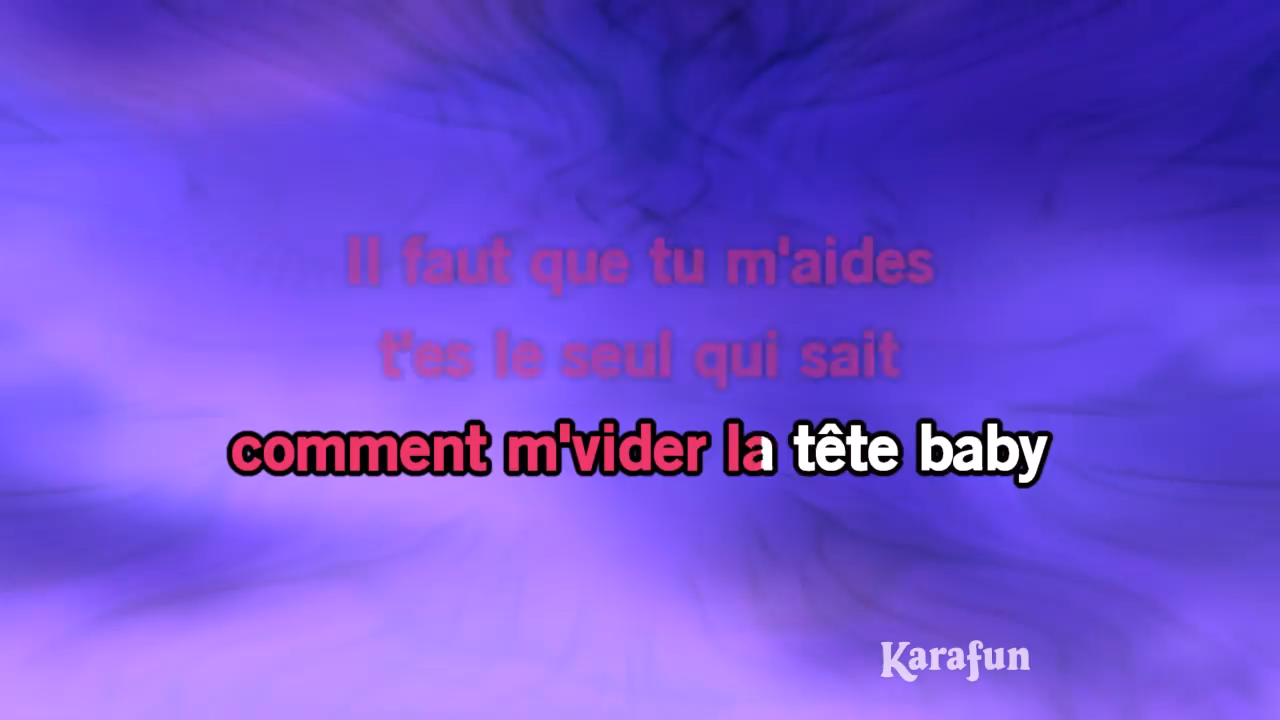 Il faut que tu m'aides
t'es le seul qui sait
comment m'vider la tête baby
Karafun